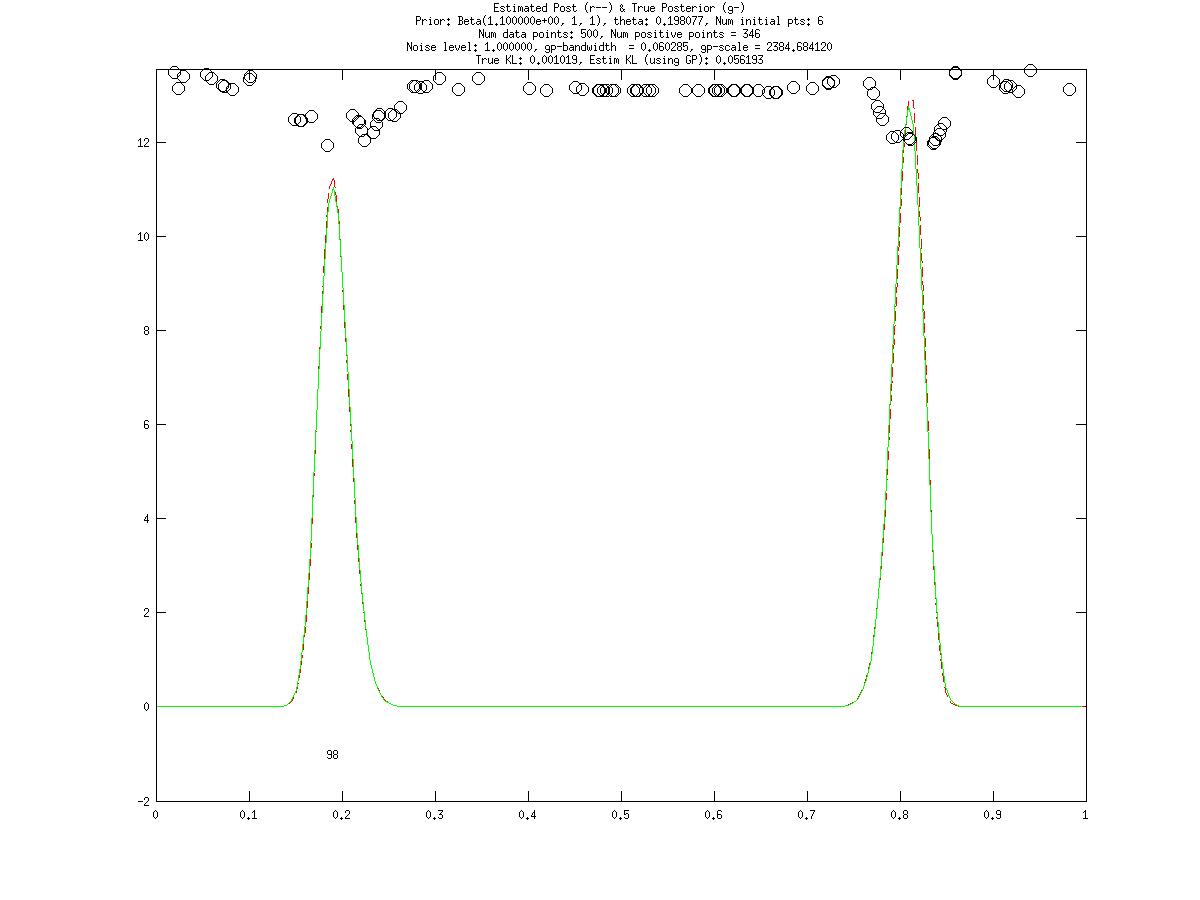 Estimated Post (r--) & True Posterior (g-)
Prior: Beta(1.100000e+00, 1, 1), theta: 0.198077, Num initial pts: 6
Num data points: 500, Num positive points = 346
Noise level: 1.000000, gp-bandwidth  = 0.060285, gp-scale = 2384.684120
True KL: 0.001019, Estim KL (using GP): 0.056193
12
10
8
6
4
2
0
98
-2
0 0.1 0.2 0.3 0.4 0.5 0.6 0.7 0.8 0.9 1